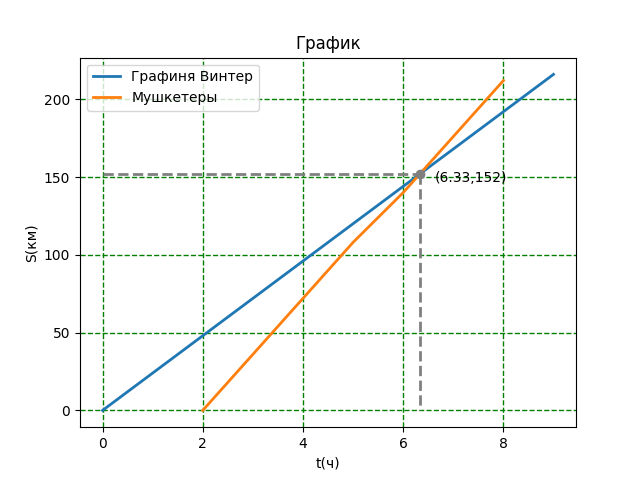 График
Графиня Винтер
Мушкетеры
S(км)
200
150
100
50
0
(6.33,152)
0 2 4 6 8
t(ч)